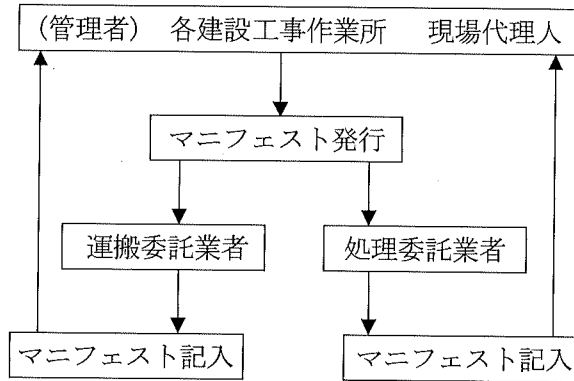 (管理者) 各建設工事作業所 現場代理人
マニフェスト発行
運搬委託業者 処理委託業者
マニフェスト記入 マニフェスト記入